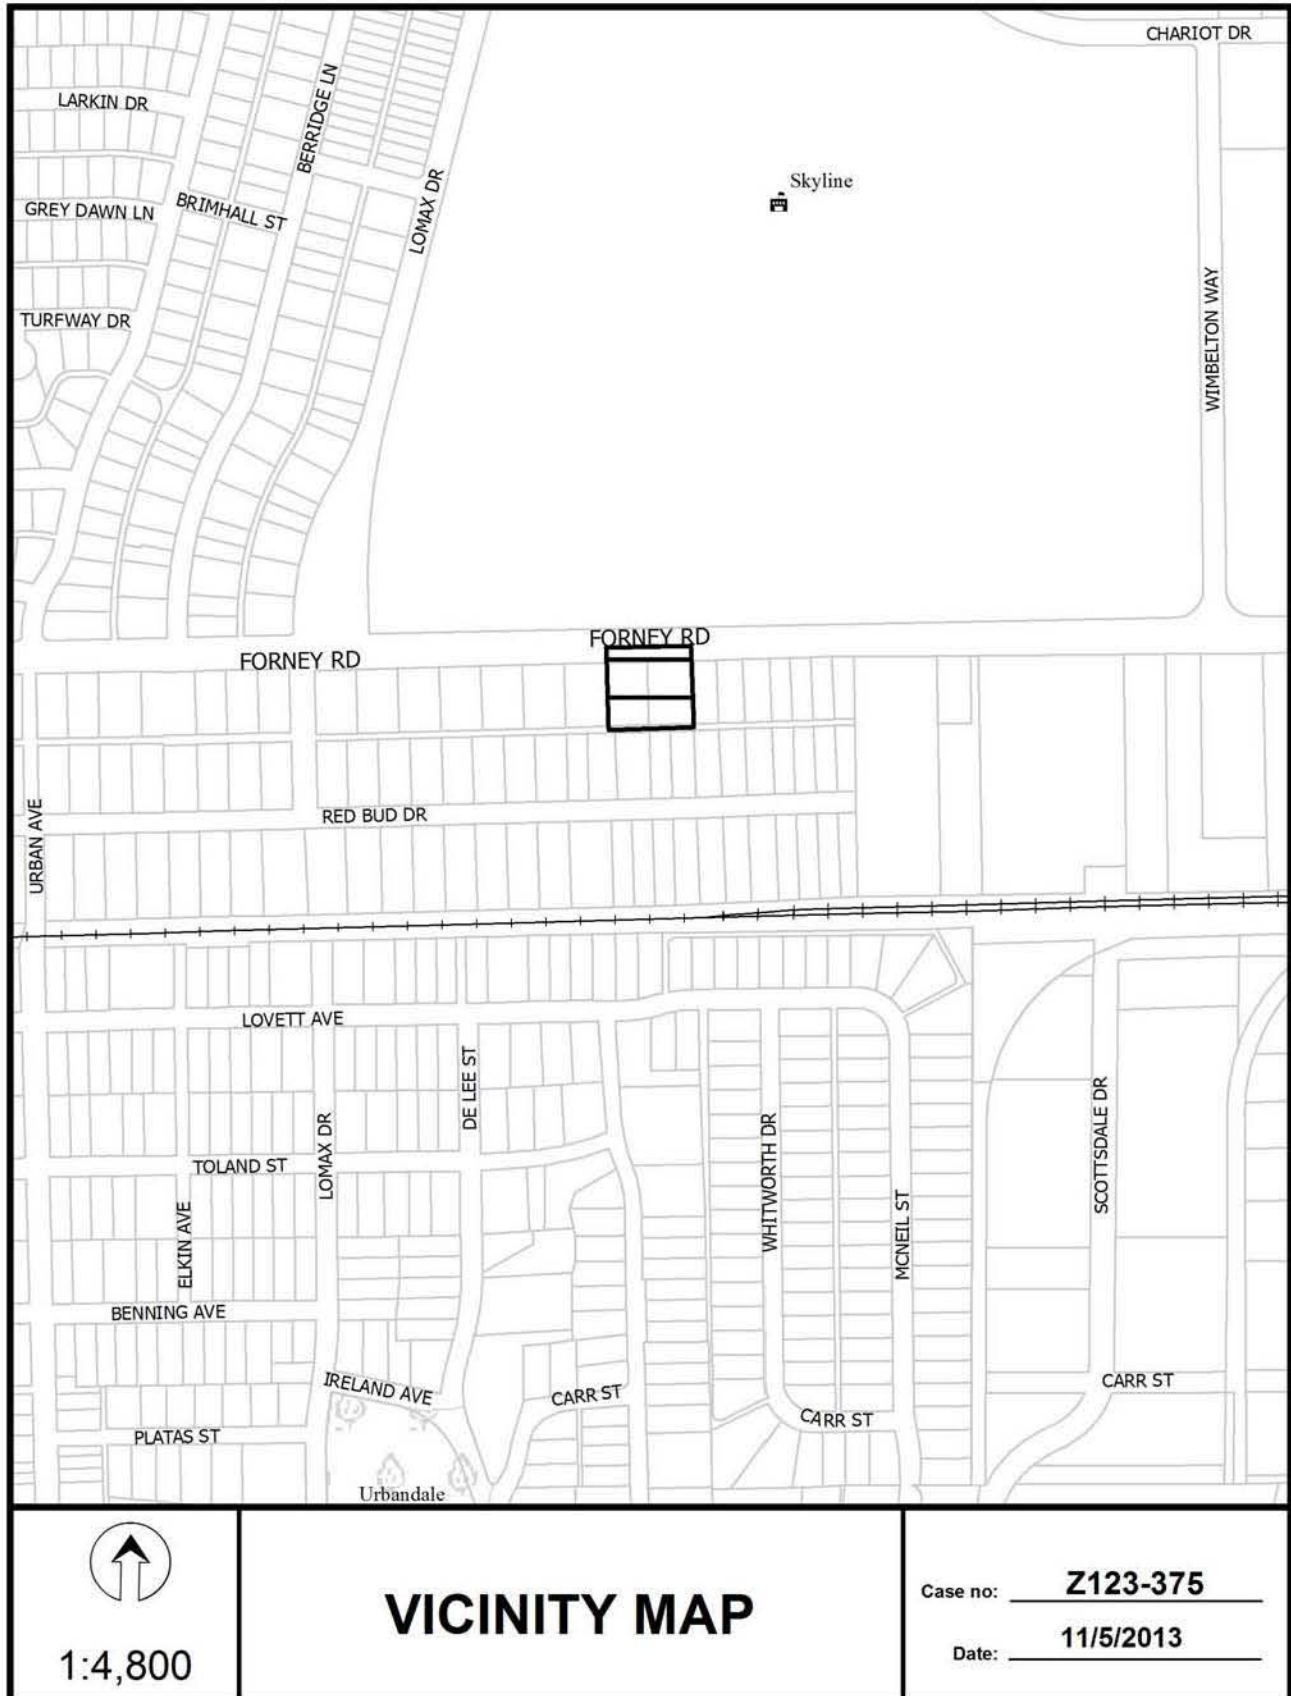 CHARIOT DR
LARKIN DR
BERRIDGE LN
Skyline
GREY DAWN LN
BRIMHALL ST
LOMAX DR
TURFWAY DR
WIMBELTON WAY
FORNEY RD
FORNEY RD
URBAN AVE
RED BUD DR
LOVETT AVE
DE LEE ST
LOMAX DR
TOLAND ST
WHITWORTH DR
SCOTTSDALE DR
ELKIN AVE
MCNEIL ST
BENNING AVE
IRELAND AVE
CARR ST
CARR ST
CARR ST
PLATAS ST
Urbandale
1:4,800
VICINITY MAP
Case no: Z123-375
Date: 11/5/2013